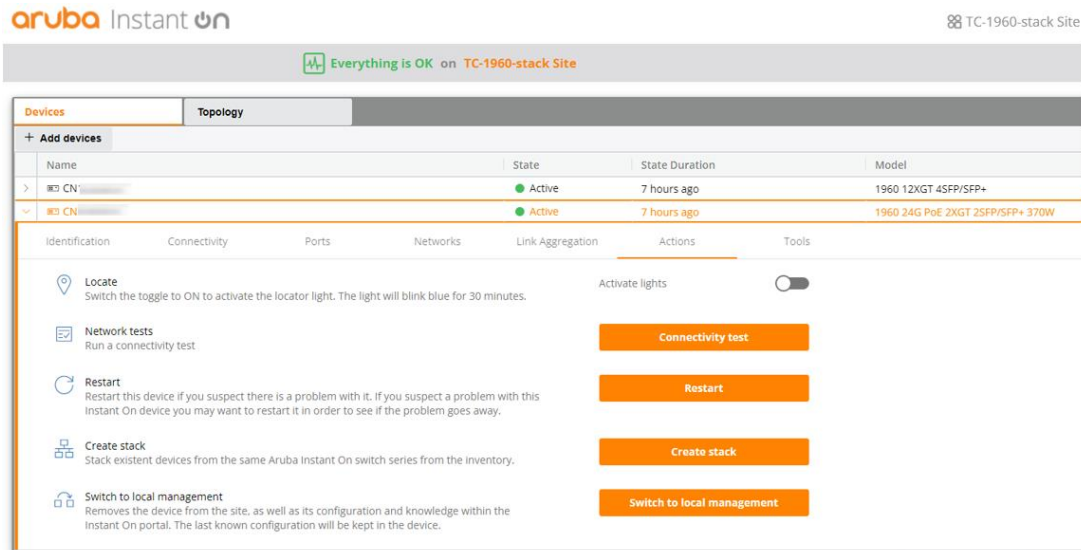 aruba Instant On
TC-1960-stack Site
Everything is OK on TC-1960-stack Site
Devices Topology
+ Add devices
Name State State Duration Model
Active 7 hours ago 1960 12XGT 4SFP/SFP+
Active 7 hours ago 1960 24G PoE 2XGT 2SFP/SFP+ 370W
Identification Connectivity Ports Networks Link Aggregation Actions Tools
Locate
Switch the toggle to ON to activate the locator light. The light will blink blue for 30 minutes.
Activate lights
Network tests
Run a connectivity test
Connectivity test
Restart
Restart this device if you suspect there is a problem with it. If you suspect a problem with this
Instant On device you may want to restart it in order to see if the problem goes away.
Restart
Create stack
Stack existent devices from the same Aruba Instant On switch series from the inventory.
Create stack
Switch to local management
Removes the device from the site, as well as its configuration and knowledge within the
Instant On portal. The last known configuration will be kept in the device.
Switch to local management